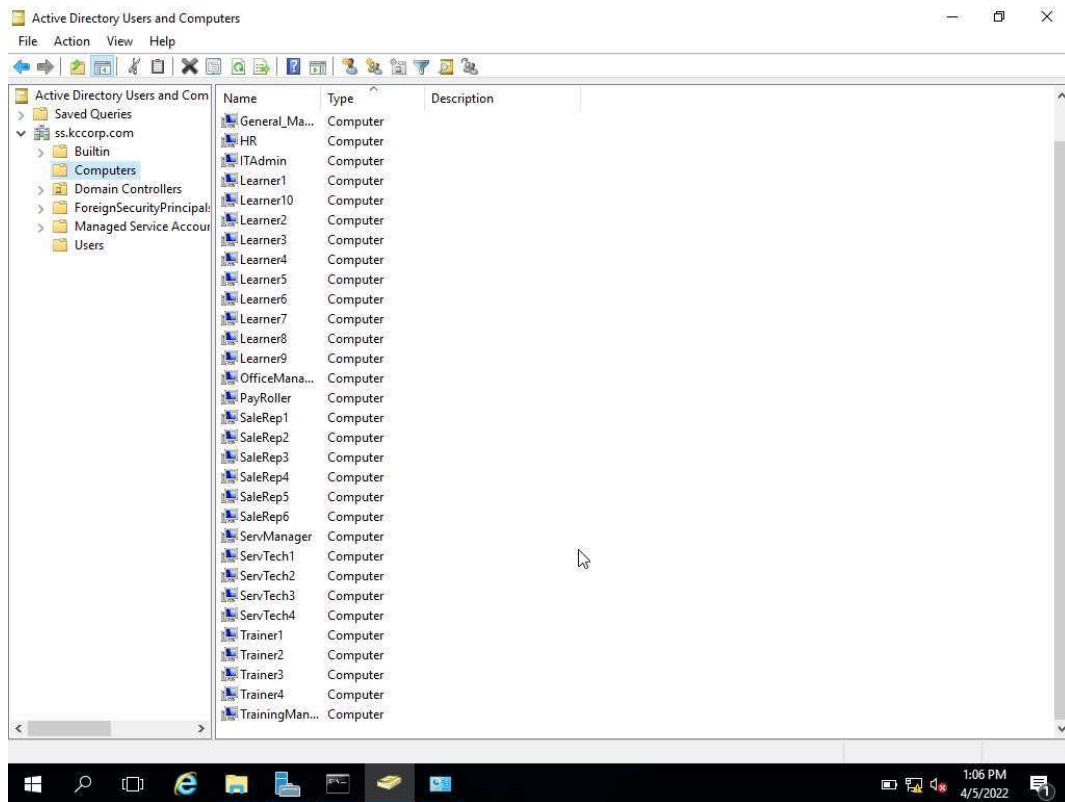 Active Directory Users and Computers
File Action View Help
Active Directory Users and Com
Saved Queries
ss.kccorp.com
Builtin
Computers
Domain Controllers
ForeignSecurityPrincipal
Managed Service Accour
Users
Name Type Description
General_Ma... Computer
HR Computer
ITAdmin Computer
Learner1 Computer
Learner10 Computer
Learner2 Computer
Learner3 Computer
Learner4 Computer
Learner5 Computer
Learner6 Computer
Learner7 Computer
Learner8 Computer
Learner9 Computer
OfficeMana... Computer
PayRoller Computer
SaleRep1 Computer
SaleRep2 Computer
SaleRep3 Computer
SaleRep4 Computer
SaleRep5 Computer
SaleRep6 Computer
ServManager Computer
ServTech1 Computer
ServTech2 Computer
ServTech3 Computer
ServTech4 Computer
Trainer1 Computer
Trainer2 Computer
Trainer3 Computer
Trainer4 Computer
TrainingMan... Computer
1:06 PM
4/5/2022
1